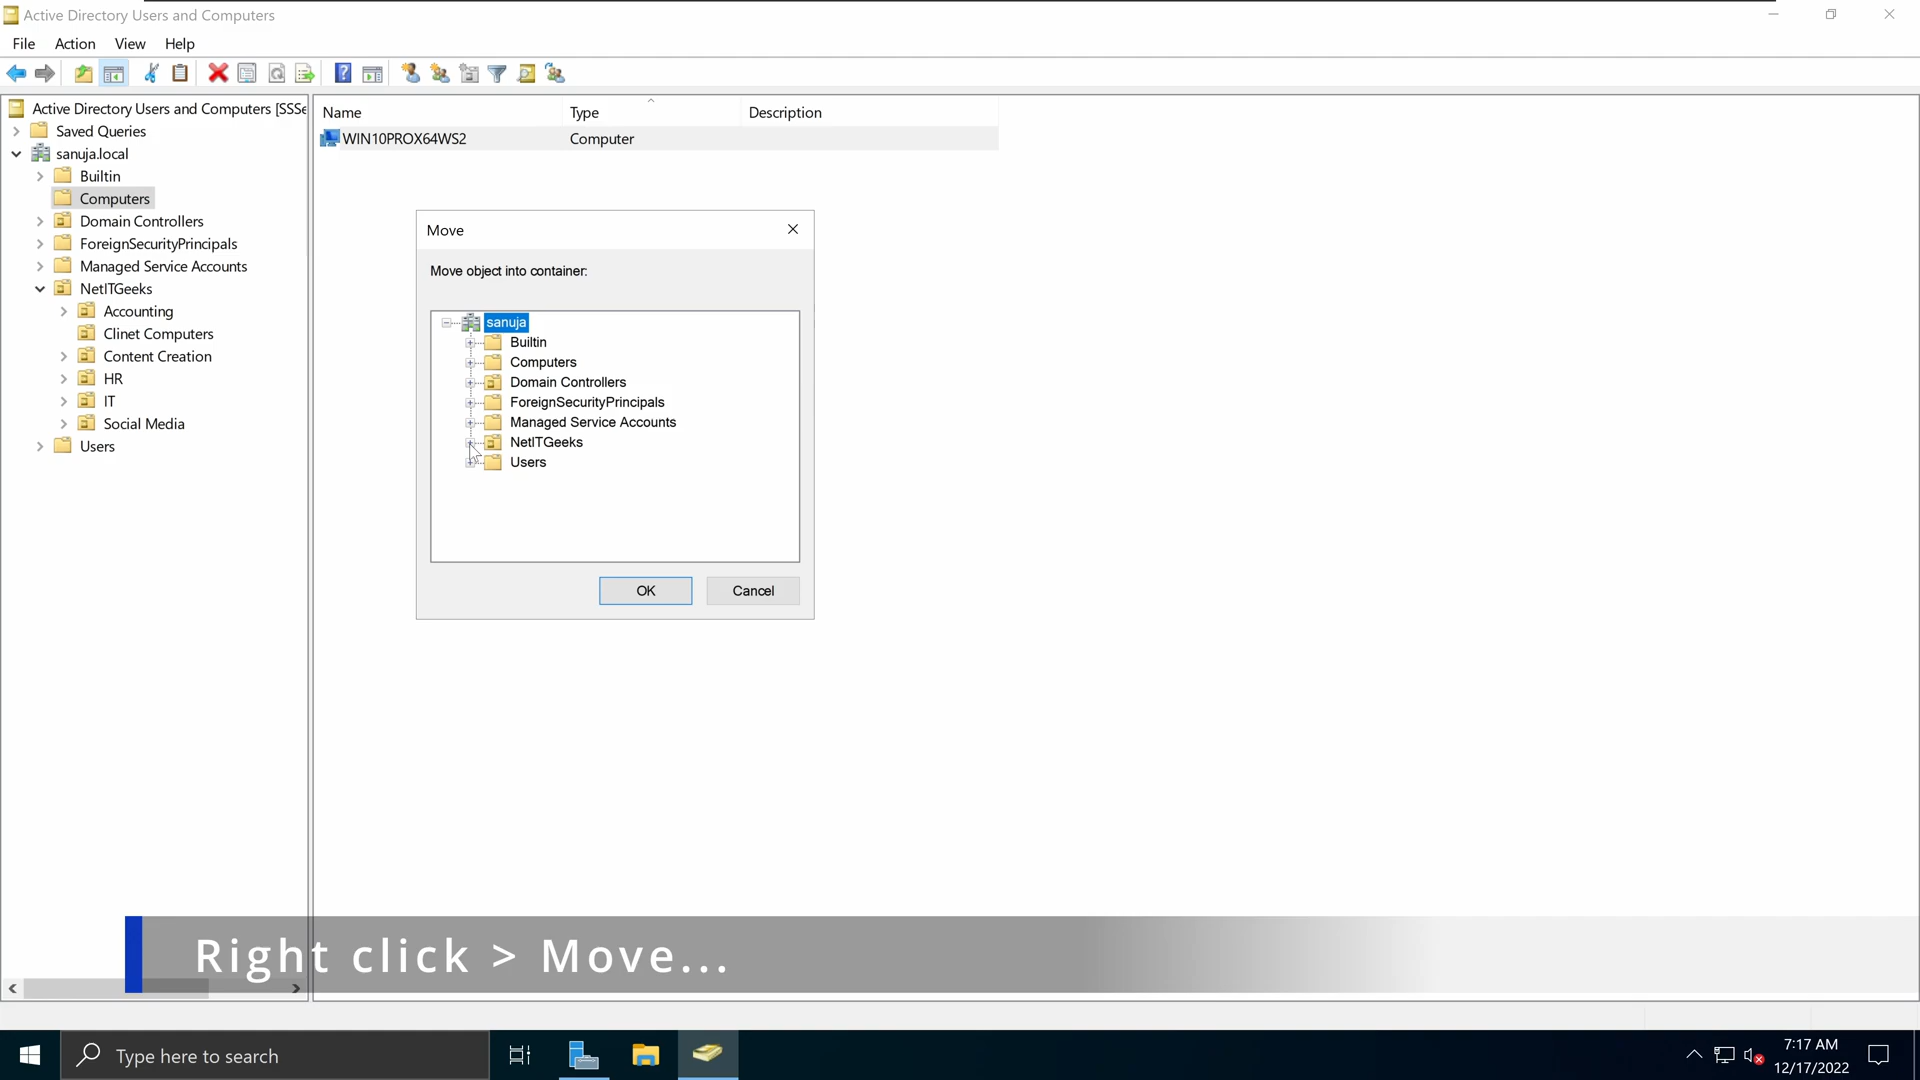 Active Directory Users and Computers
File Action View Help
Active Directory Users and Computers [SSSe
Saved Queries
sanuja.local
Builtin
Computers
Domain Controllers
ForeignSecurityPrincipals
Managed Service Accounts
NetITGeeks
Accounting
Clinet Computers
Content Creation
HR
IT
Social Media
Users
Name Type Description
WIN10PROX64WS2 Computer
Move
Move object into container:
sanuja
Builtin
Computers
Domain Controllers
ForeignSecurityPrincipals
Managed Service Accounts
NetITGeeks
Users
OK Cancel
Right click > Move...
Type here to search
7:17 AM
12/17/2022